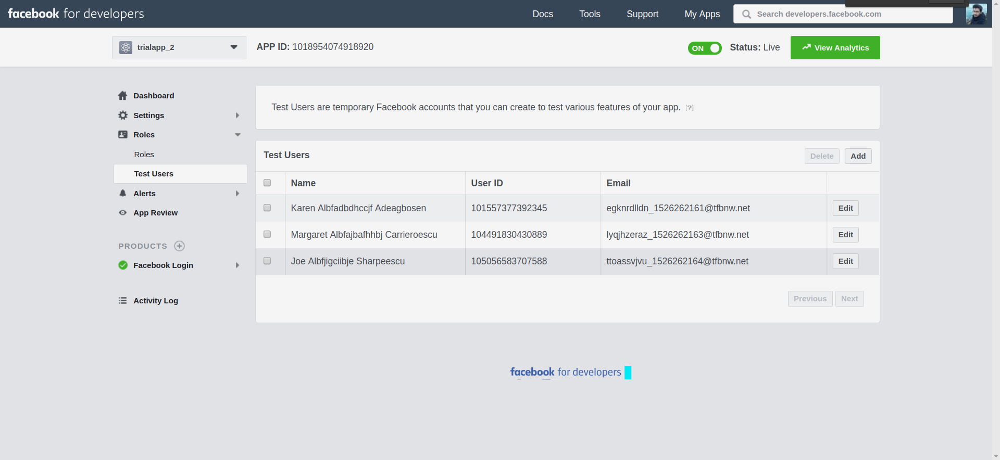 facebook for developers
Docs Tools Support My Apps Search developers.facebook.com
trialapp_2 APP ID: 1018954074918920 ON Status: Live View Analytics
Dashboard
Settings
Roles
Roles
Test Users
Alerts
App Review
PRODUCTS
Facebook Login
Activity Log
Test Users are temporary Facebook accounts that you can create to test various features of your app. [?]
Test Users Delete Add
Name User ID Email
Karen Albfadbdhccjf Adeagbosen 101557377392345 egknrdlldn_1526262161@tfbnw.net Edit
Margaret Albfajbafhhbj Carrieroescu 104491830430889 lyqjhzeraz_1526262163@tfbnw.net Edit
Joe Albfjigciibje Sharpeescu 105056583707588 ttoassvjvu_1526262164@tfbnw.net Edit
Previous Next
facebook for developers